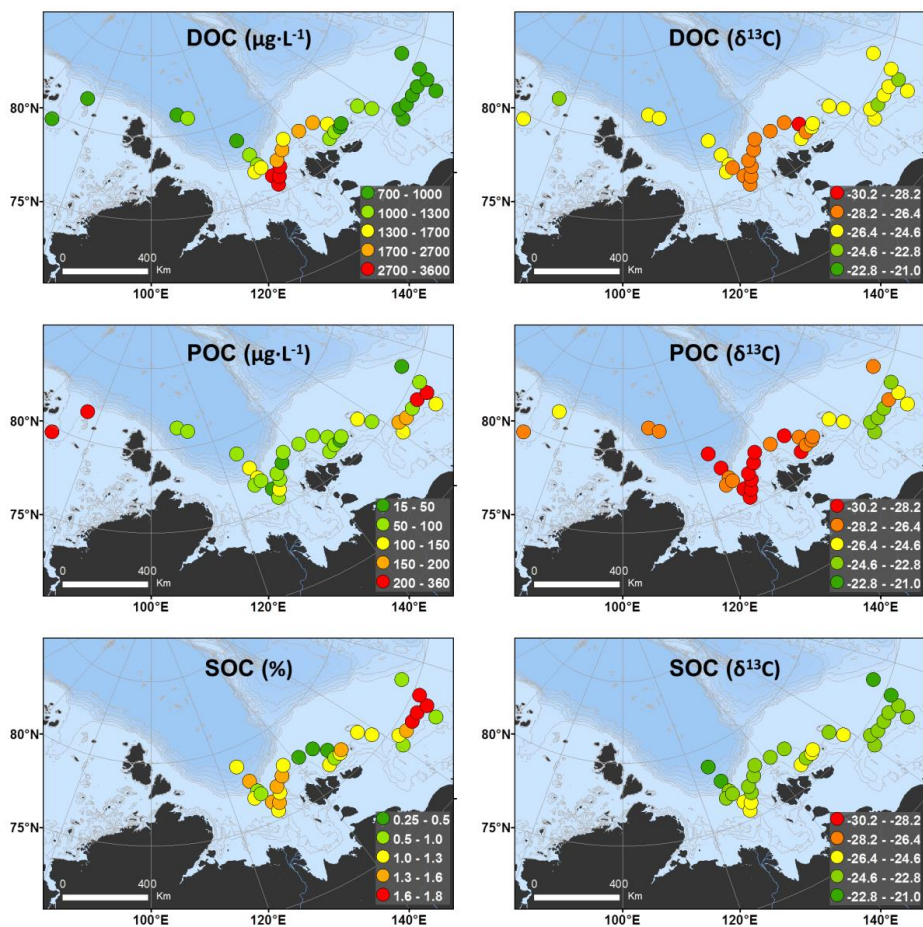 DOC (µg·L-1)
80°N
75°N
700 - 1000
1000 - 1300
1300 - 1700
1700 - 2700
2700 - 3600
0 400
Km
100°E 120°E 140°E
DOC (δ13C)
80°N
75°N
-30.2 - -28.2
-28.2 - -26.4
-26.4 - -24.6
-24.6 - -22.8
-22.8 - -21.0
0 400
Km
100°E 120°E 140°E
POC (µg·L-1)
80°N
75°N
15 - 50
50 - 100
100 - 150
150 - 200
200 - 360
0 400
Km
100°E 120°E 140°E
POC (δ13C)
80°N
75°N
-30.2 - -28.2
-28.2 - -26.4
-26.4 - -24.6
-24.6 - -22.8
-22.8 - -21.0
0 400
Km
100°E 120°E 140°E
SOC (%)
80°N
75°N
0.25 - 0.5
0.5 - 1.0
1.0 - 1.3
1.3 - 1.6
1.6 - 1.8
0 400
Km
100°E 120°E 140°E
SOC (δ13C)
80°N
75°N
-30.2 - -28.2
-28.2 - -26.4
-26.4 - -24.6
-24.6 - -22.8
-22.8 - -21.0
0 400
Km
100°E 120°E 140°E